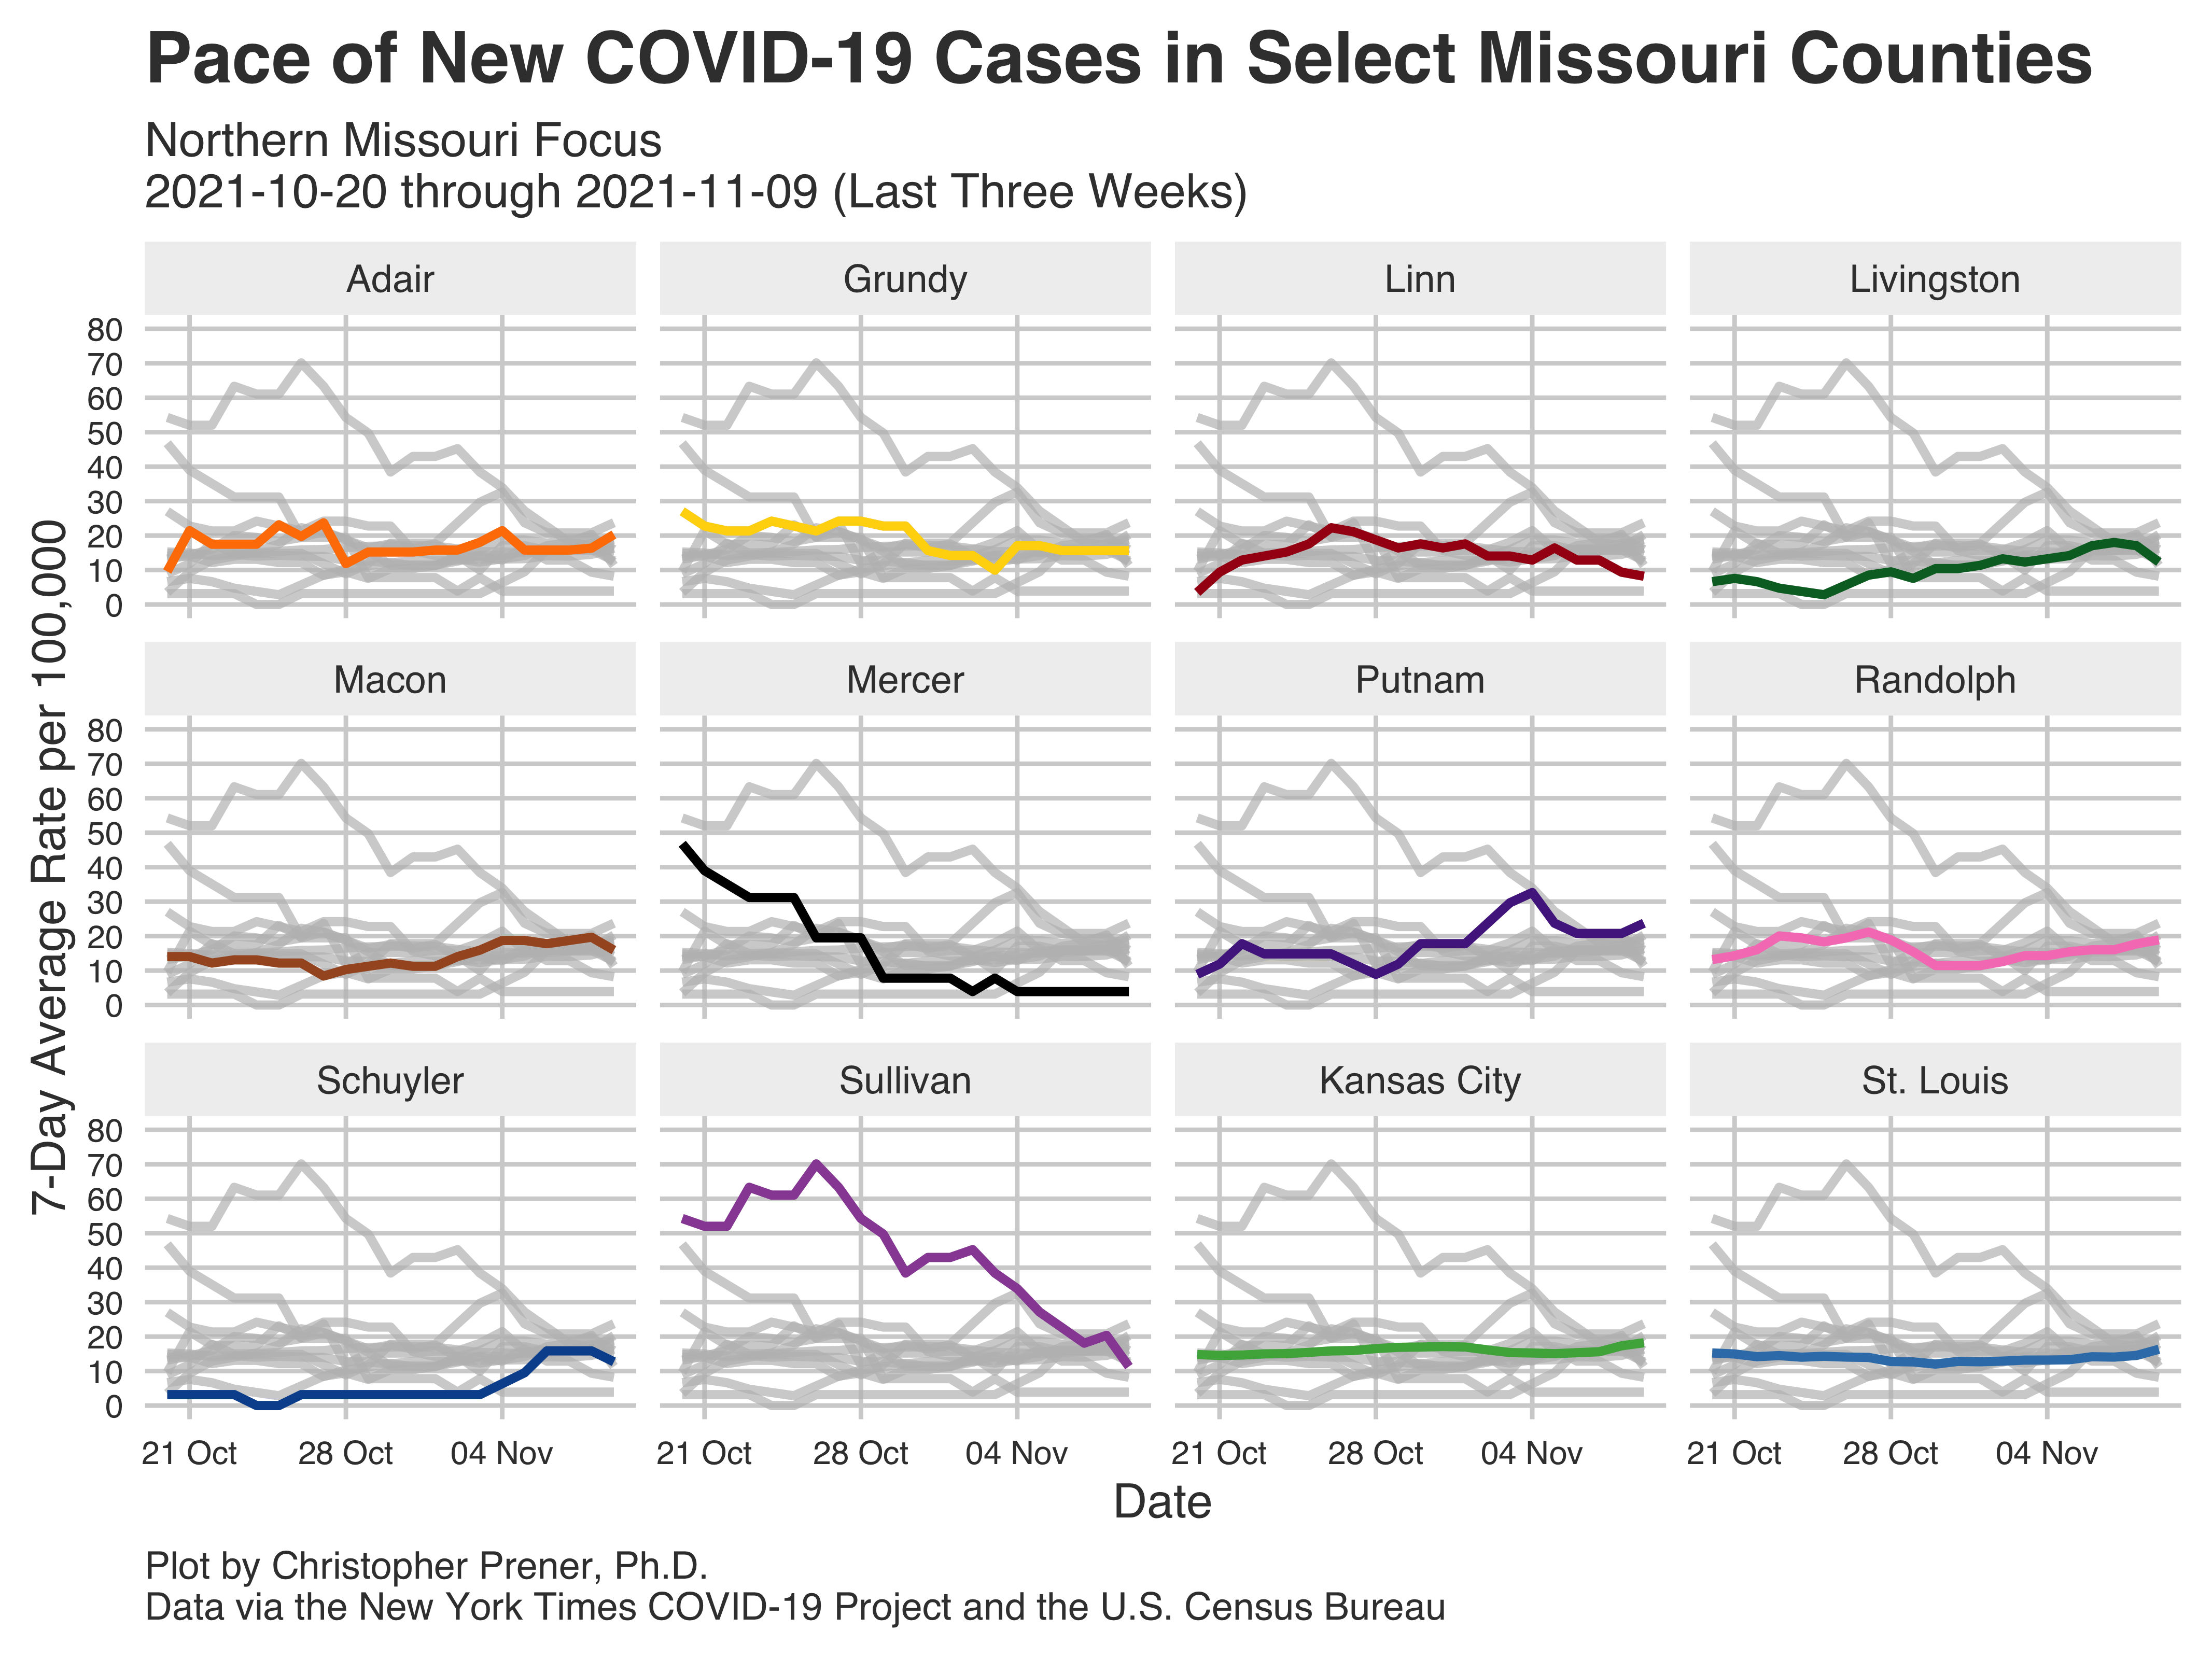 Pace of New COVID-19 Cases in Select Missouri Counties
Northern Missouri Focus
2021-10-20 through 2021-11-09 (Last Three Weeks)
7-Day Average Rate per 100,000
Adair
Grundy
Linn
Livingston
80
70
60
50
40
30
20
10
0
Macon
Mercer
Putnam
Randolph
80
70
60
50
40
30
20
10
0
Schuyler
Sullivan
Kansas City
St. Louis
80
70
60
50
40
30
20
10
0
21 Oct 28 Oct 04 Nov 21 Oct 28 Oct 04 Nov 21 Oct 28 Oct 04 Nov 21 Oct 28 Oct 04 Nov
Date
Plot by Christopher Prener, Ph.D.
Data via the New York Times COVID-19 Project and the U.S. Census Bureau